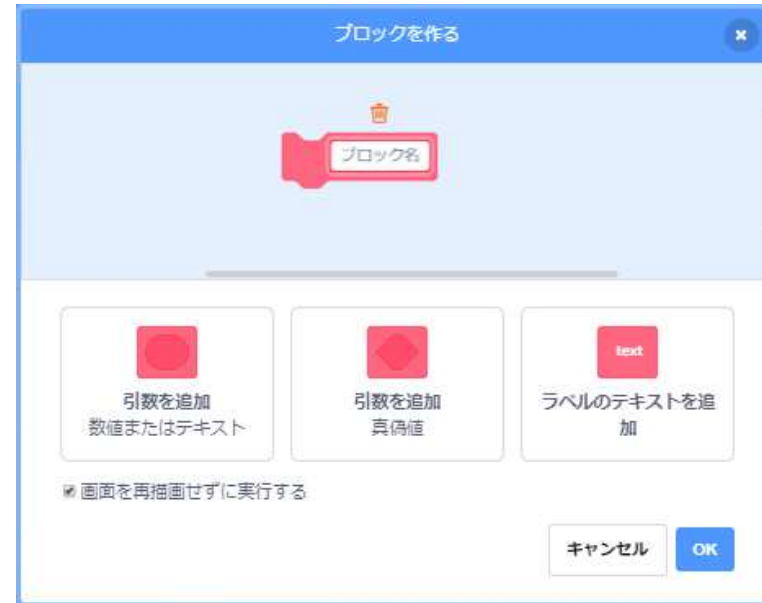 ブロックを作る
ブロック名
text
引数を追加
数値またはテキスト
引数を追加
真偽値
ラベルのテキストを追
加
画面を再描画せずに実行する
キャンセル
OK